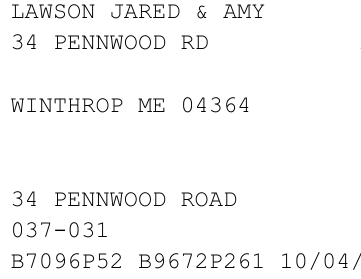 LAWSON JARED & AMY
34 PENNWOOD RD
WINTHROP ME 04364
34 PENNWOOD ROAD
037-031
B7096P52 B9672P261 10/04/